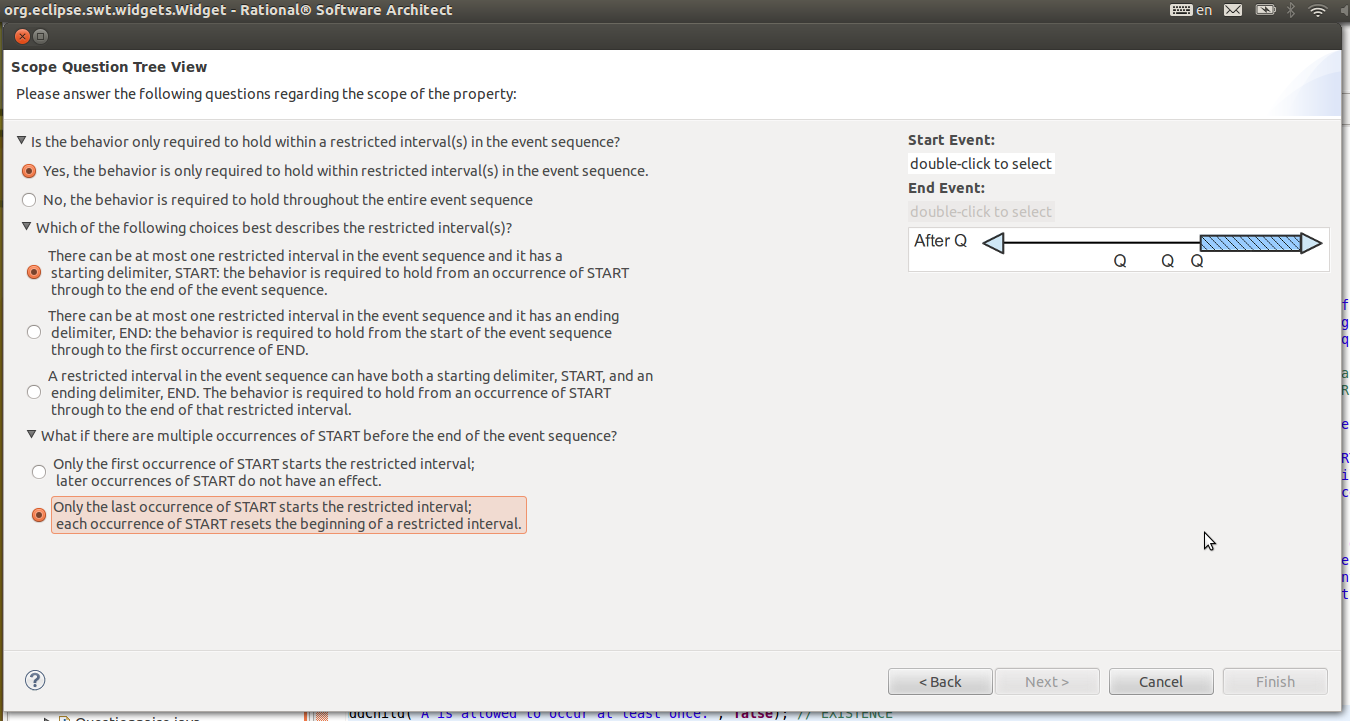 org.eclipse.swt.widgets.Widget - Rational® Software Architect
en
Scope Question Tree View
Please answer the following questions regarding the scope of the property:
Is the behavior only required to hold within a restricted interval(s) in the event sequence?
Yes, the behavior is only required to hold within restricted interval(s) in the event sequence.
No, the behavior is required to hold throughout the entire event sequence
Which of the following choices best describes the restricted interval(s)?
There can be at most one restricted interval in the event sequence and it has a
starting delimiter, START: the behavior is required to hold from an occurrence of START
through to the end of the event sequence.
There can be at most one restricted interval in the event sequence and it has an ending
delimiter, END: the behavior is required to hold from the start of the event sequence
through to the first occurrence of END.
A restricted interval in the event sequence can have both a starting delimiter, START, and an
ending delimiter, END. The behavior is required to hold from an occurrence of START
through to the end of that restricted interval.
What if there are multiple occurrences of START before the end of the event sequence?
Only the first occurrence of START starts the restricted interval;
later occurrences of START do not have an effect.
Only the last occurrence of START starts the restricted interval;
each occurrence of START resets the beginning of a restricted interval.
Start Event:
double-click to select
End Event:
double-click to select
After Q
Q Q Q
< Back
Next >
Cancel
Finish
ddChild("A is allowed to occur at least once.", false); // EXISTENCE